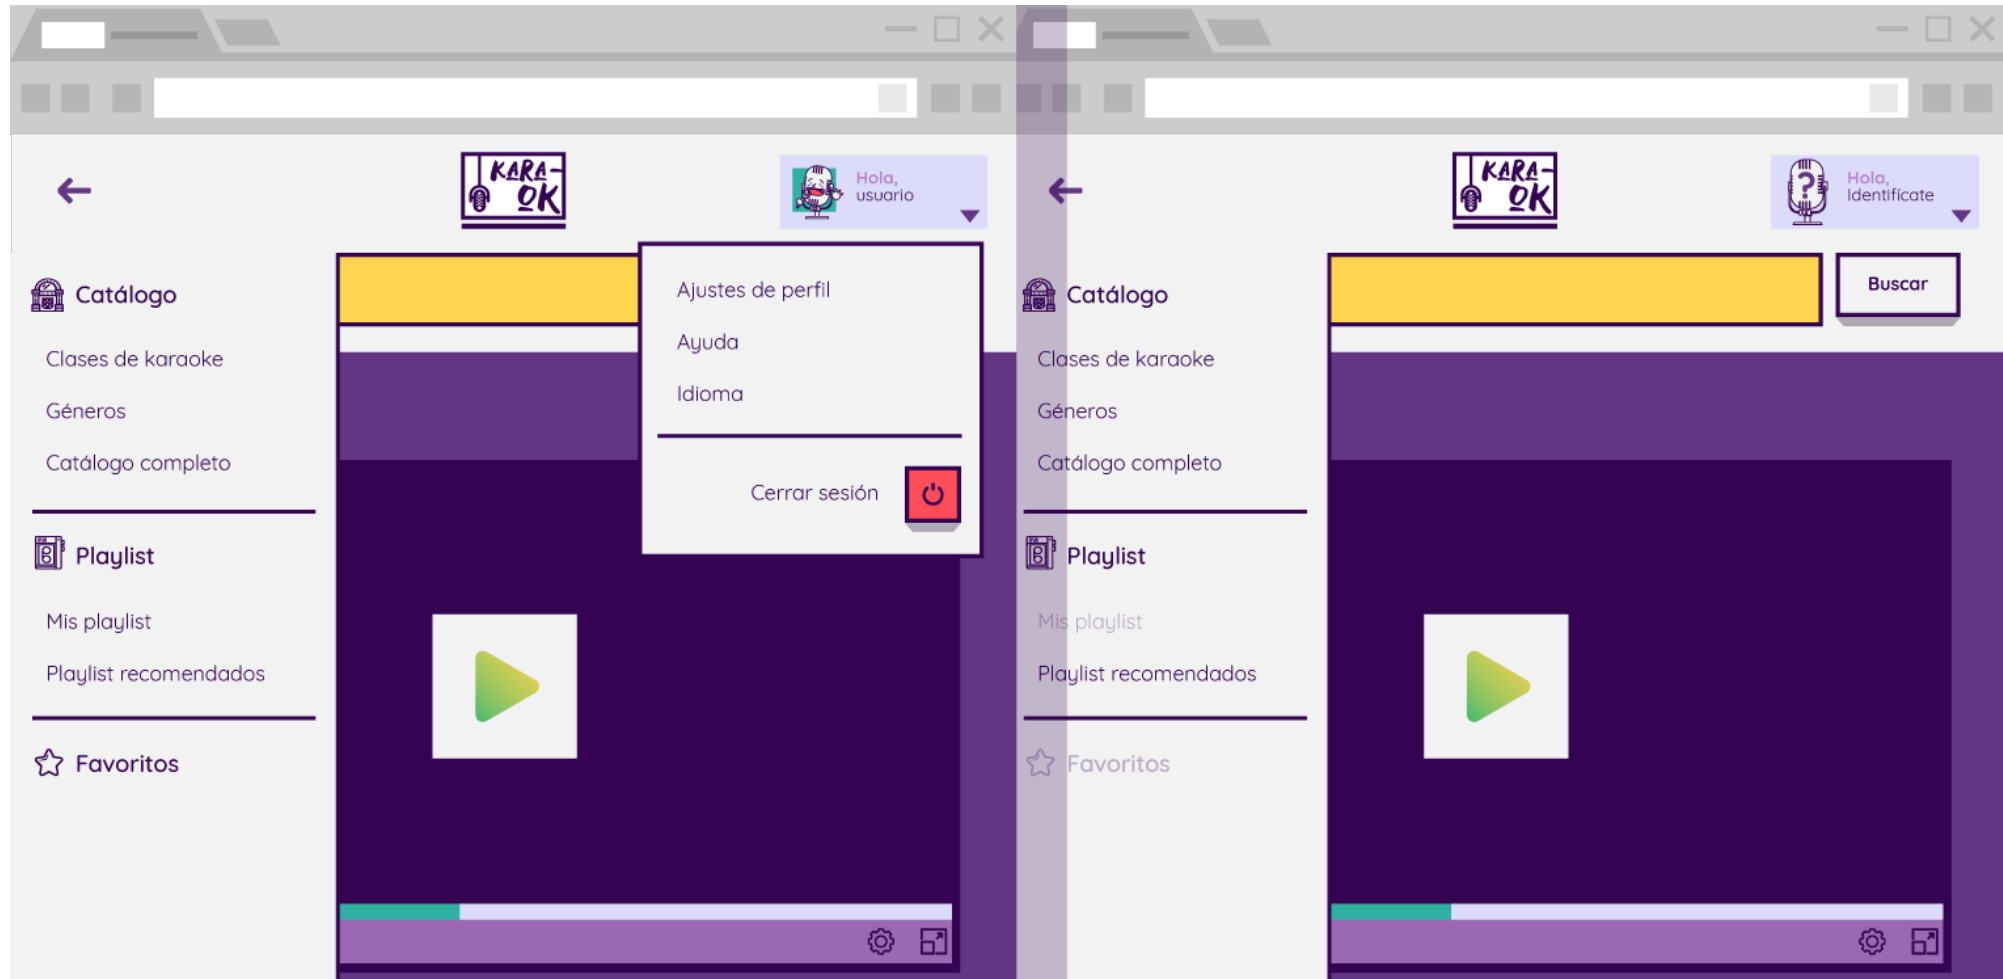 KARA-
OK
Hola,
usuario
Catálogo
Clases de karaoke
Géneros
Catálogo completo
Playlist
Mis playlist
Playlist recomendados
Favoritos
Ajustes de perfil
Ayuda
Idioma
Cerrar sesión
KARA-
OK
?
Hola,
Identifícate
Buscar
Catálogo
Clases de karaoke
Géneros
Catálogo completo
Playlist
Mis playlist
Playlist recomendados
Favoritos